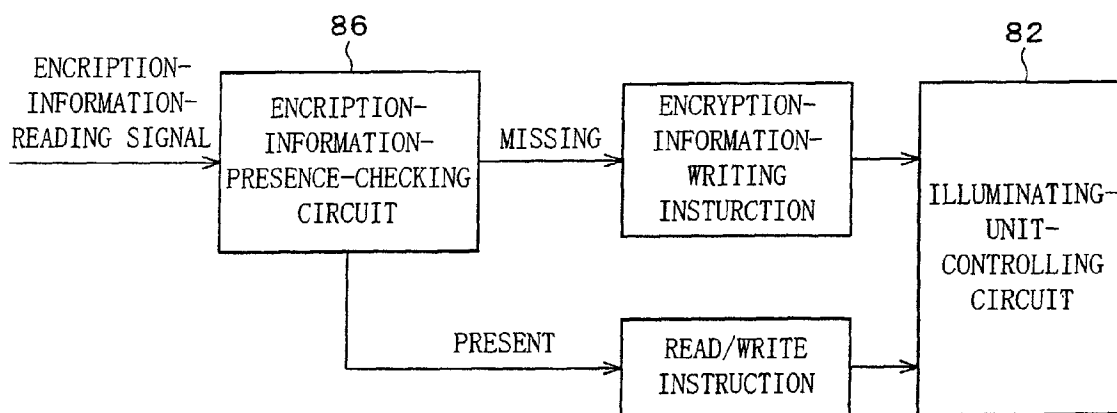 86
82
ENCRIPTION-
INFORMATION-
READING SIGNAL
ENCRIPTION-
INFORMATION-
PRESENCE-CHECKING
CIRCUIT
MISSING
ENCRYPTION-
INFORMATION-
WRITING
INSTURCTION
ILLUMINATING-
UNIT-
CONTROLLING
CIRCUIT
PRESENT
READ/WRITE
INSTRUCTION